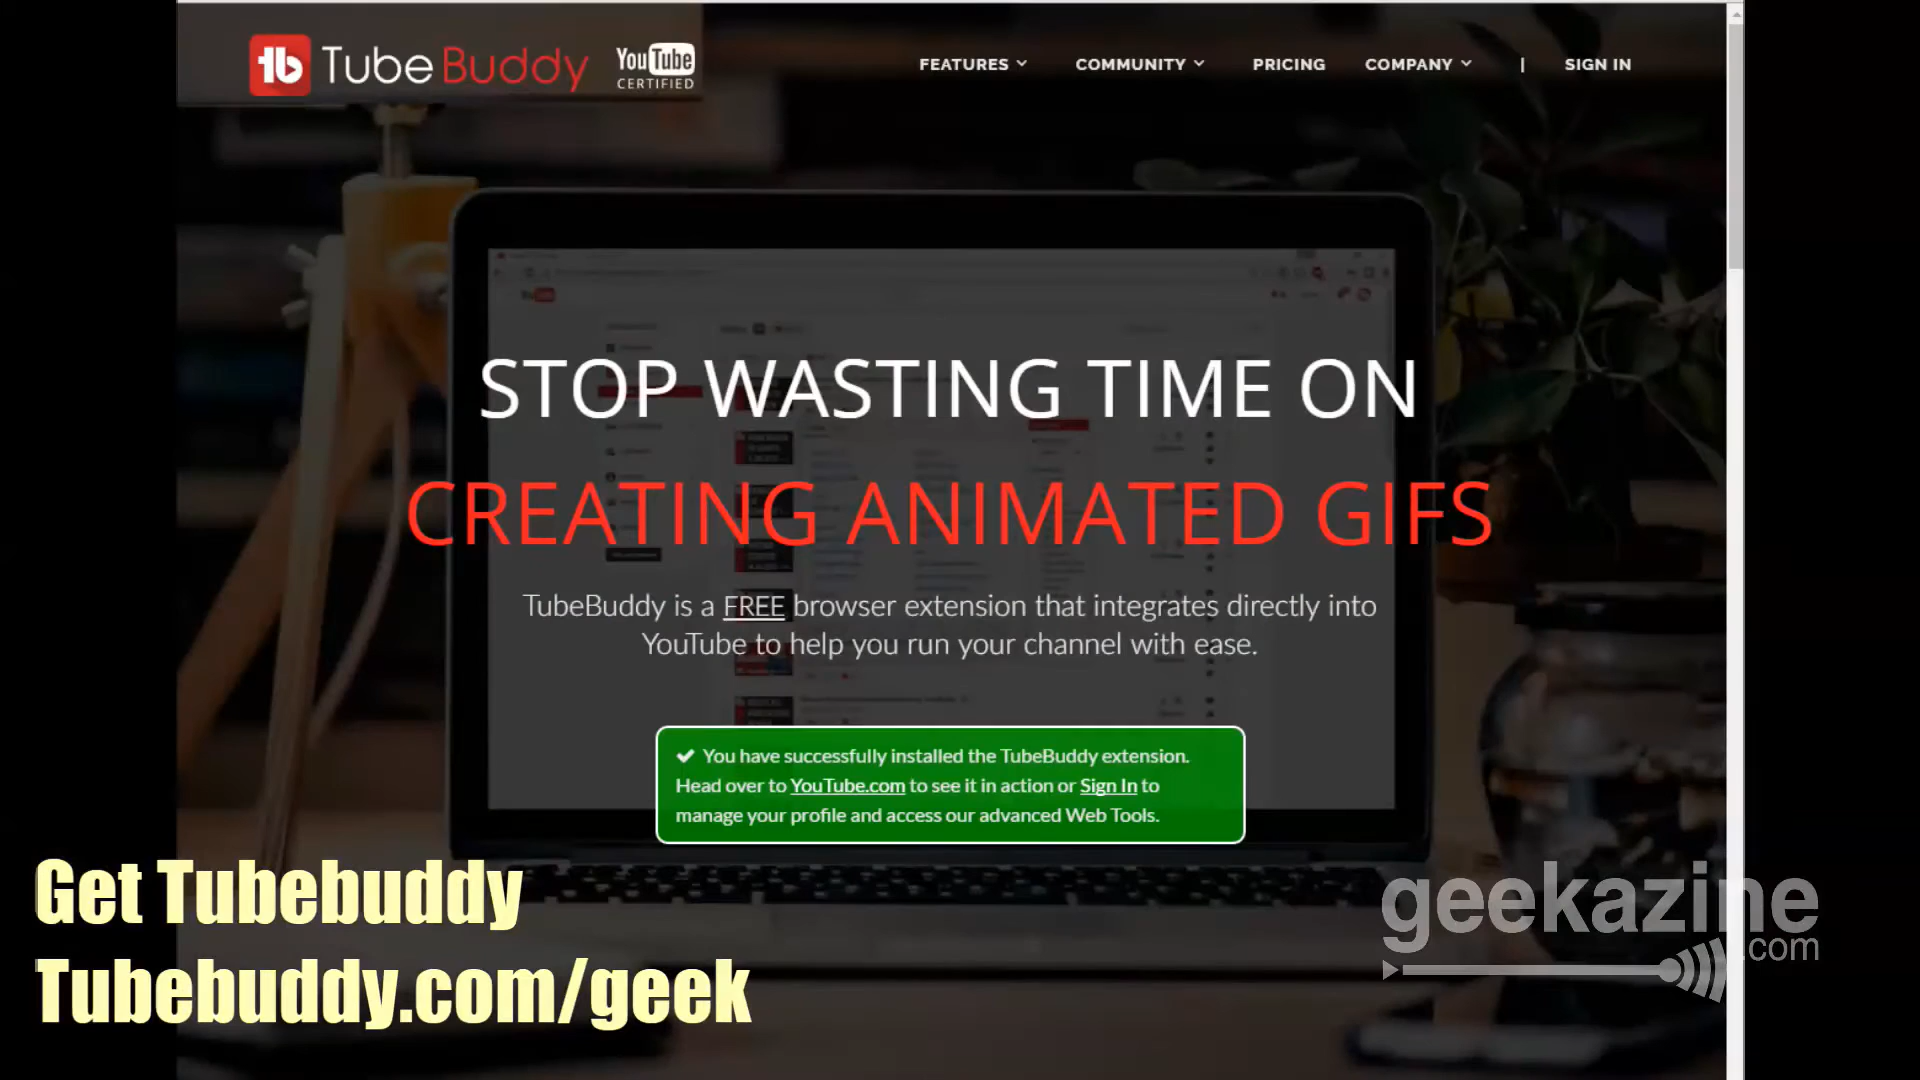 TubeBuddy YouTube CERTIFIED
FEATURES COMMUNITY PRICING COMPANY | SIGN IN
STOP WASTING TIME ON
CREATING ANIMATED GIFS
TubeBuddy is a FREE browser extension that integrates directly into
YouTube to help you run your channel with ease.
You have successfully installed the TubeBuddy extension.
Head over to YouTube.com to see it in action or Sign In to
manage your profile and access our advanced Web Tools.
Get Tubebuddy
Tubebuddy.com/geek
geekazine
.com